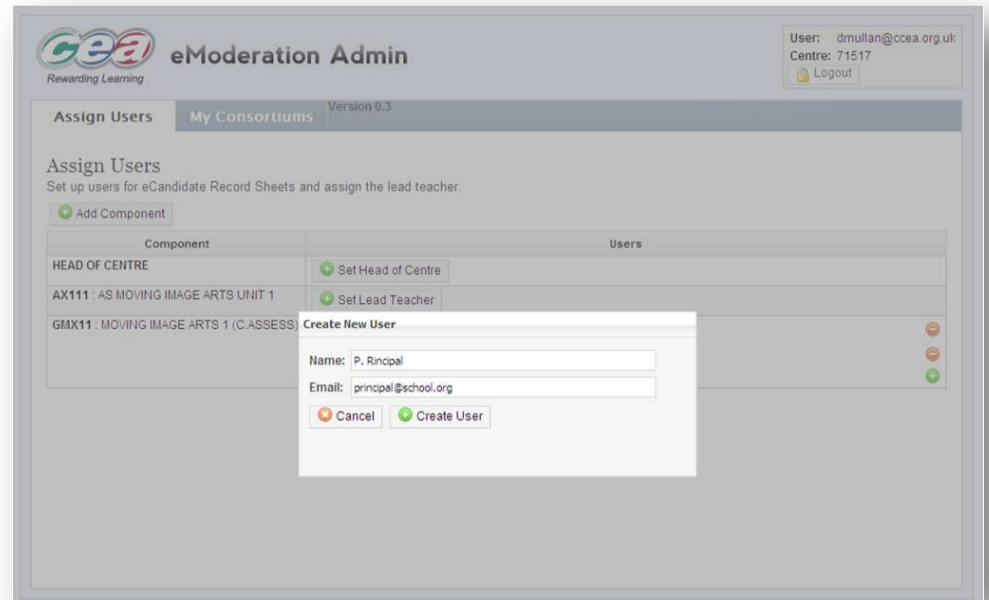 ccea
Rewarding Learning
eModeration Admin
User: dmullan@ccea.org.uk
Centre: 71517
Logout
Assign Users
My Consortiums
Version 0.3
Assign Users
Set up users for eCandidate Record Sheets and assign the lead teacher.
Add Component
Component Users
HEAD OF CENTRE Set Head of Centre
AX111 : AS MOVING IMAGE ARTS UNIT 1 Set Lead Teacher
GMX11 : MOVING IMAGE ARTS 1 (C.ASSESS)
Create New User
Name: P. Rincipal
Email: principal@school.org
Cancel Create User